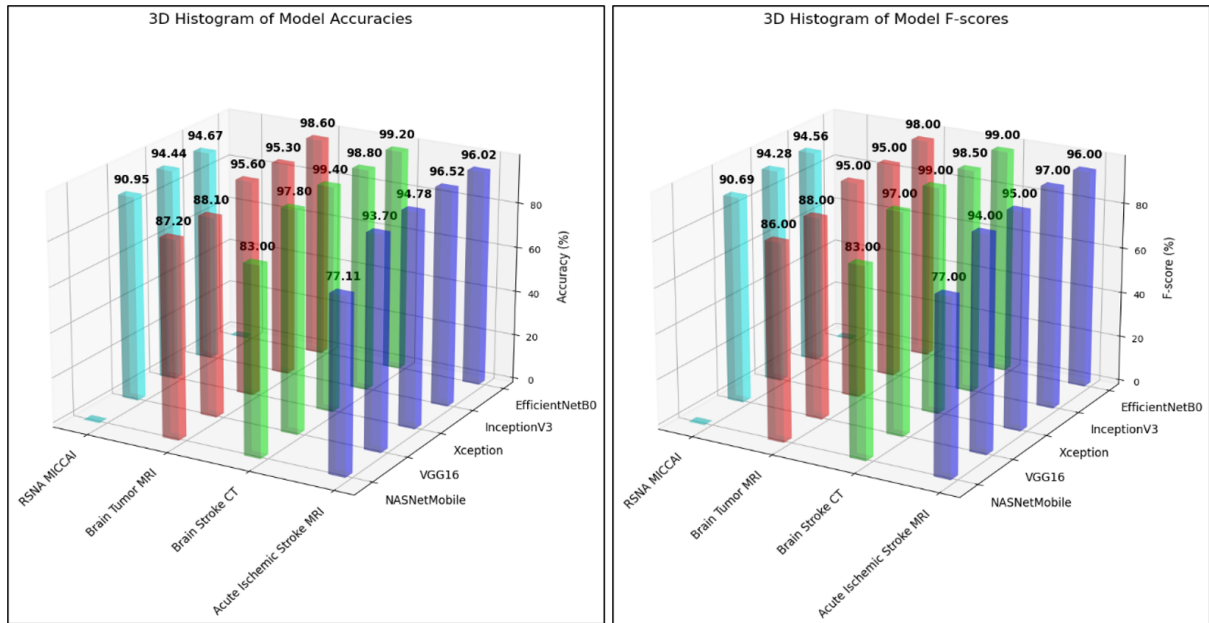 3D Histogram of Model Accuracies
98.60
99.20
94.67
95.30
98.80
96.02
94.44
95.60
99.40
96.52
90.95
88.10
97.80
94.78
87.20
93.70
83.00
77.11
80
60
40
20
0
Accuracy (%)
EfficientNetB0
InceptionV3
Xception
VGG16
NASNetMobile
RSNA MICCAI
Brain Tumor MRI
Brain Stroke CT
Acute Ischemic Stroke MRI
3D Histogram of Model F-scores
98.00
99.00
94.56
95.00
98.50
96.00
94.28
95.00
99.00
97.00
90.69
88.00
97.00
95.00
86.00
94.00
83.00
77.00
80
60
40
20
0
F-score (%)
EfficientNetB0
InceptionV3
Xception
VGG16
NASNetMobile
RSNA MICCAI
Brain Tumor MRI
Brain Stroke CT
Acute Ischemic Stroke MRI